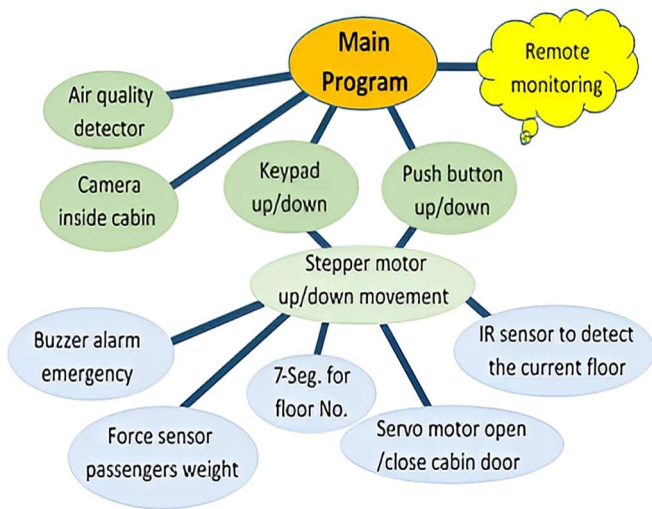 Main
Program
Remote
monitoring
Air quality
detector
Camera
inside cabin
Keypad
up/down
Push button
up/down
Stepper motor
up/down movement
Buzzer alarm
emergency
7-Seg. for
floor No.
IR sensor to detect
the current floor
Force sensor
passengers weight
Servo motor open
/close cabin door